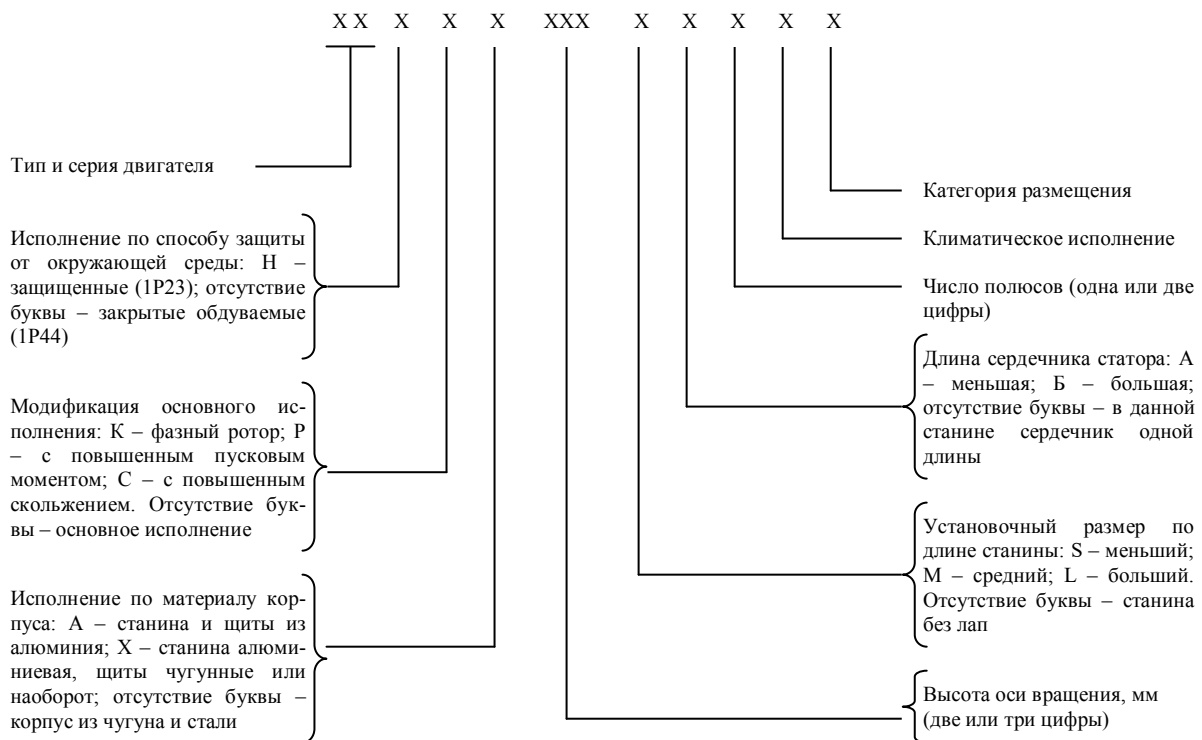 Х Х Х Х Х ХХХ Х Х Х Х Х
Тип и серия двигателя
Исполнение по способу защиты
от окружающей среды: Н –
защищенные (1Р23); отсутствие
буквы – закрытые обдуваемые
(1Р44)
Модификация основного ис-
полнения: К – фазный ротор; Р
– с повышенным пусковым
моментом; С – с повышенным
скольжением. Отсутствие бук-
вы – основное исполнение
Исполнение по материалу кор-
пуса: А – станина и щиты из
алюминия; Х – станина алюми-
ниевая, щиты чугунные или
наоборот; отсутствие буквы –
корпус из чугуна и стали
Категория размещения
Климатическое исполнение
Число полюсов (одна или две
цифры)
Длина сердечника статора: А
– меньшая; Б – большая;
отсутствие буквы – в данной
станине сердечник одной
длины
Установочный размер по
длине станины: S – меньший;
М – средний; L – больший.
Отсутствие буквы – станина
без лап
Высота оси вращения, мм
(две или три цифры)